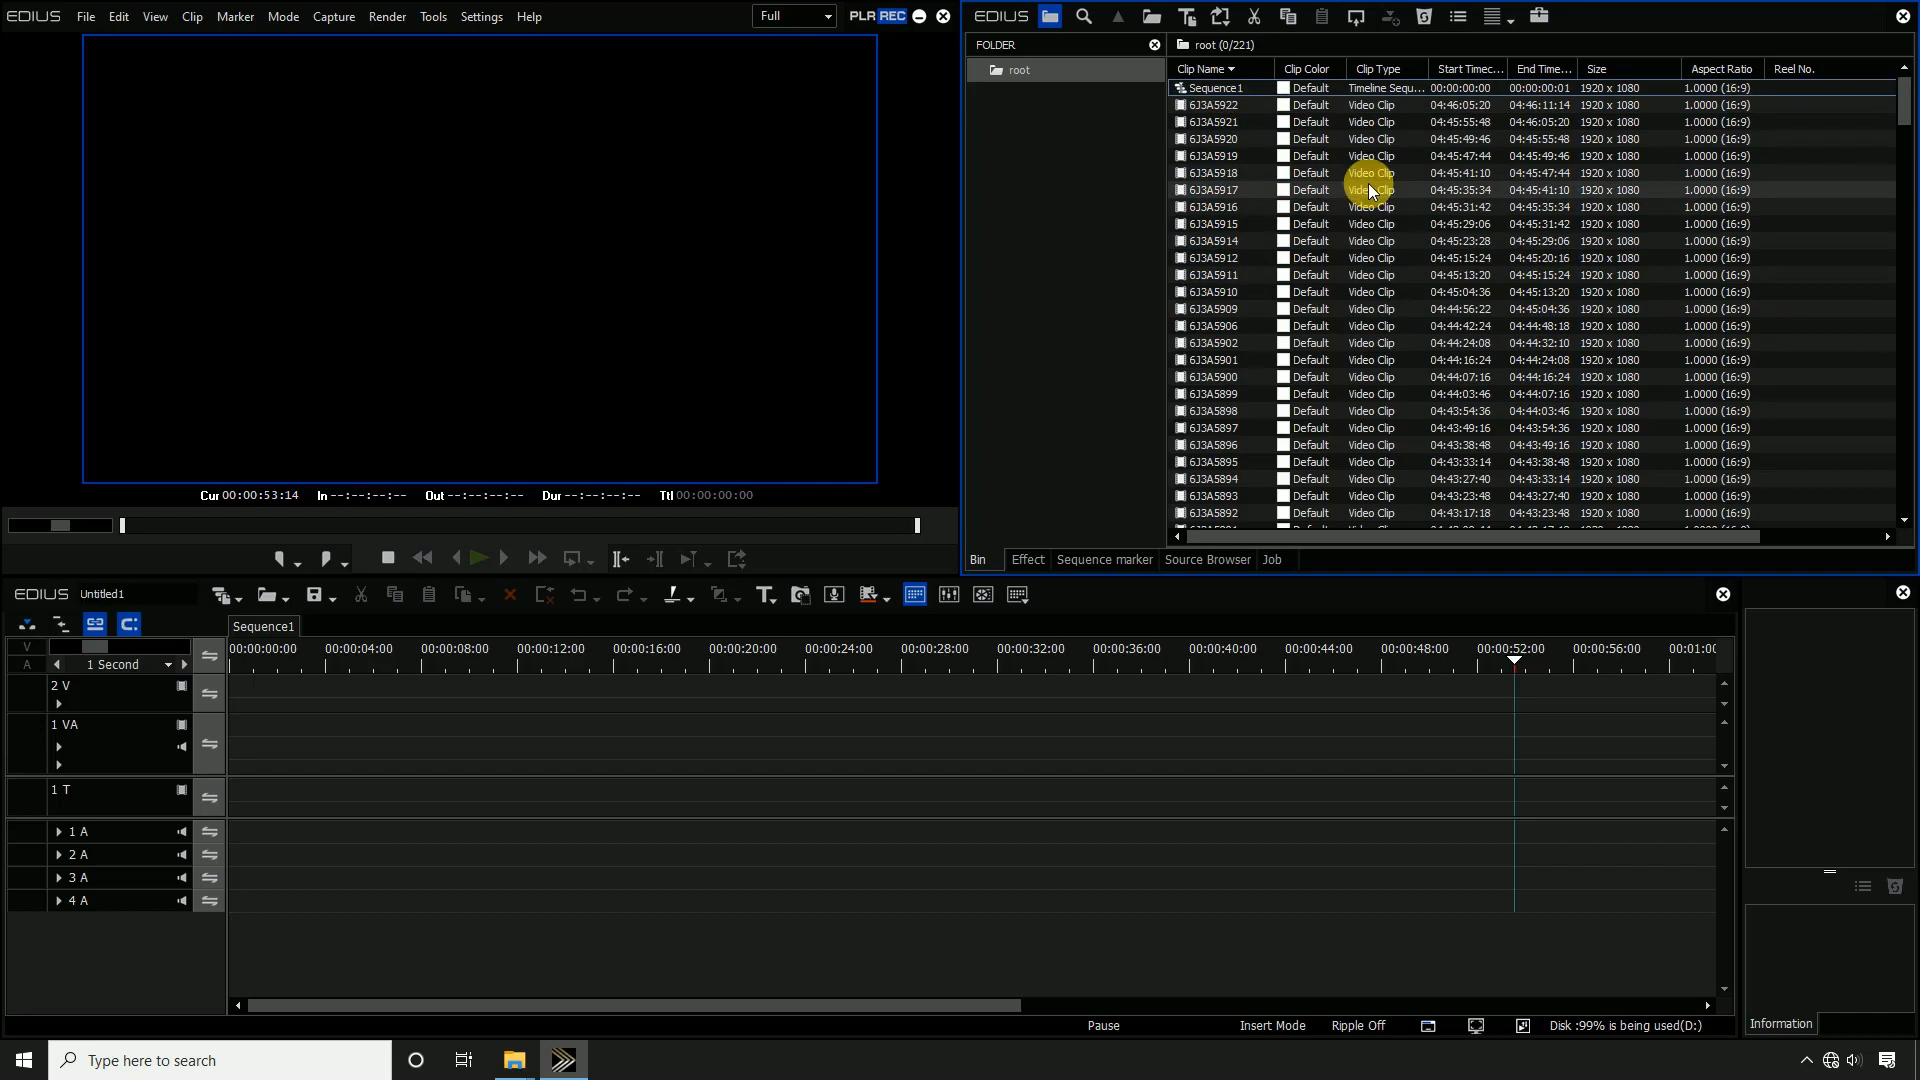 EDIUS File Edit View Clip Marker Mode Capture Render Tools Settings Help Full PLR REC
EDIUS
FOLDER
root
root (0/221)
Clip Name Clip Color Clip Type Start Timec... End Time... Size Aspect Ratio Reel No.
Sequence1 Default Timeline Sequ... 00:00:00:00 00:00:00:01 1920 x 1080 1.0000 (16:9)
6J3A5922 Default Video Clip 04:46:05:20 04:46:11:14 1920 x 1080 1.0000 (16:9)
6J3A5921 Default Video Clip 04:45:55:48 04:46:05:20 1920 x 1080 1.0000 (16:9)
6J3A5920 Default Video Clip 04:45:49:46 04:45:55:48 1920 x 1080 1.0000 (16:9)
6J3A5919 Default Video Clip 04:45:47:44 04:45:49:46 1920 x 1080 1.0000 (16:9)
6J3A5918 Default Video Clip 04:45:41:10 04:45:47:44 1920 x 1080 1.0000 (16:9)
6J3A5917 Default Video Clip 04:45:35:34 04:45:41:10 1920 x 1080 1.0000 (16:9)
6J3A5916 Default Video Clip 04:45:31:42 04:45:35:34 1920 x 1080 1.0000 (16:9)
6J3A5915 Default Video Clip 04:45:29:06 04:45:31:42 1920 x 1080 1.0000 (16:9)
6J3A5914 Default Video Clip 04:45:23:28 04:45:29:06 1920 x 1080 1.0000 (16:9)
6J3A5912 Default Video Clip 04:45:15:24 04:45:20:16 1920 x 1080 1.0000 (16:9)
6J3A5911 Default Video Clip 04:45:13:20 04:45:15:24 1920 x 1080 1.0000 (16:9)
6J3A5910 Default Video Clip 04:45:04:36 04:45:13:20 1920 x 1080 1.0000 (16:9)
6J3A5909 Default Video Clip 04:44:56:22 04:45:04:36 1920 x 1080 1.0000 (16:9)
6J3A5906 Default Video Clip 04:44:42:24 04:44:48:18 1920 x 1080 1.0000 (16:9)
6J3A5902 Default Video Clip 04:44:24:08 04:44:32:10 1920 x 1080 1.0000 (16:9)
6J3A5901 Default Video Clip 04:44:16:24 04:44:24:08 1920 x 1080 1.0000 (16:9)
6J3A5900 Default Video Clip 04:44:07:16 04:44:16:24 1920 x 1080 1.0000 (16:9)
6J3A5899 Default Video Clip 04:44:03:46 04:44:07:16 1920 x 1080 1.0000 (16:9)
6J3A5898 Default Video Clip 04:43:54:36 04:44:03:46 1920 x 1080 1.0000 (16:9)
6J3A5897 Default Video Clip 04:43:49:16 04:43:54:36 1920 x 1080 1.0000 (16:9)
6J3A5896 Default Video Clip 04:43:38:48 04:43:49:16 1920 x 1080 1.0000 (16:9)
6J3A5895 Default Video Clip 04:43:33:14 04:43:38:48 1920 x 1080 1.0000 (16:9)
6J3A5894 Default Video Clip 04:43:27:40 04:43:33:14 1920 x 1080 1.0000 (16:9)
6J3A5893 Default Video Clip 04:43:23:48 04:43:27:40 1920 x 1080 1.0000 (16:9)
6J3A5892 Default Video Clip 04:43:17:18 04:43:23:48 1920 x 1080 1.0000 (16:9)
Cur 00:00:53:14 In --:--:--:-- Out --:--:--:-- Dur --:--:--:-- Ttl 00:00:00:00
Bin Effect Sequence marker Source Browser Job
EDIUS Untitled1
Sequence1
V
A
1 Second
00:00:00:00 00:00:04:00 00:00:08:00 00:00:12:00 00:00:16:00 00:00:20:00 00:00:24:00 00:00:28:00 00:00:32:00 00:00:36:00 00:00:40:00 00:00:44:00 00:00:48:00 00:00:52:00 00:00:56:00 00:01:0
2 V
1 VA
1 T
1 A
2 A
3 A
4 A
Pause Insert Mode Ripple Off Disk :99% is being used(D:)
Information
Type here to search